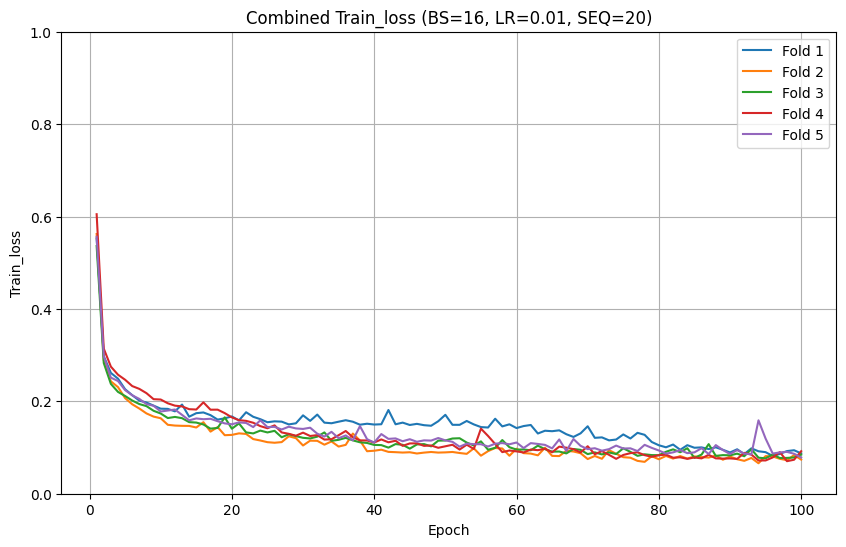 Combined Train_loss (BS=16, LR=0.01, SEQ=20)
1.0
0.8
0.6
0.4
0.2
0.0
Train_loss
0
20
40
60
80
100
Epoch
Fold 1
Fold 2
Fold 3
Fold 4
Fold 5